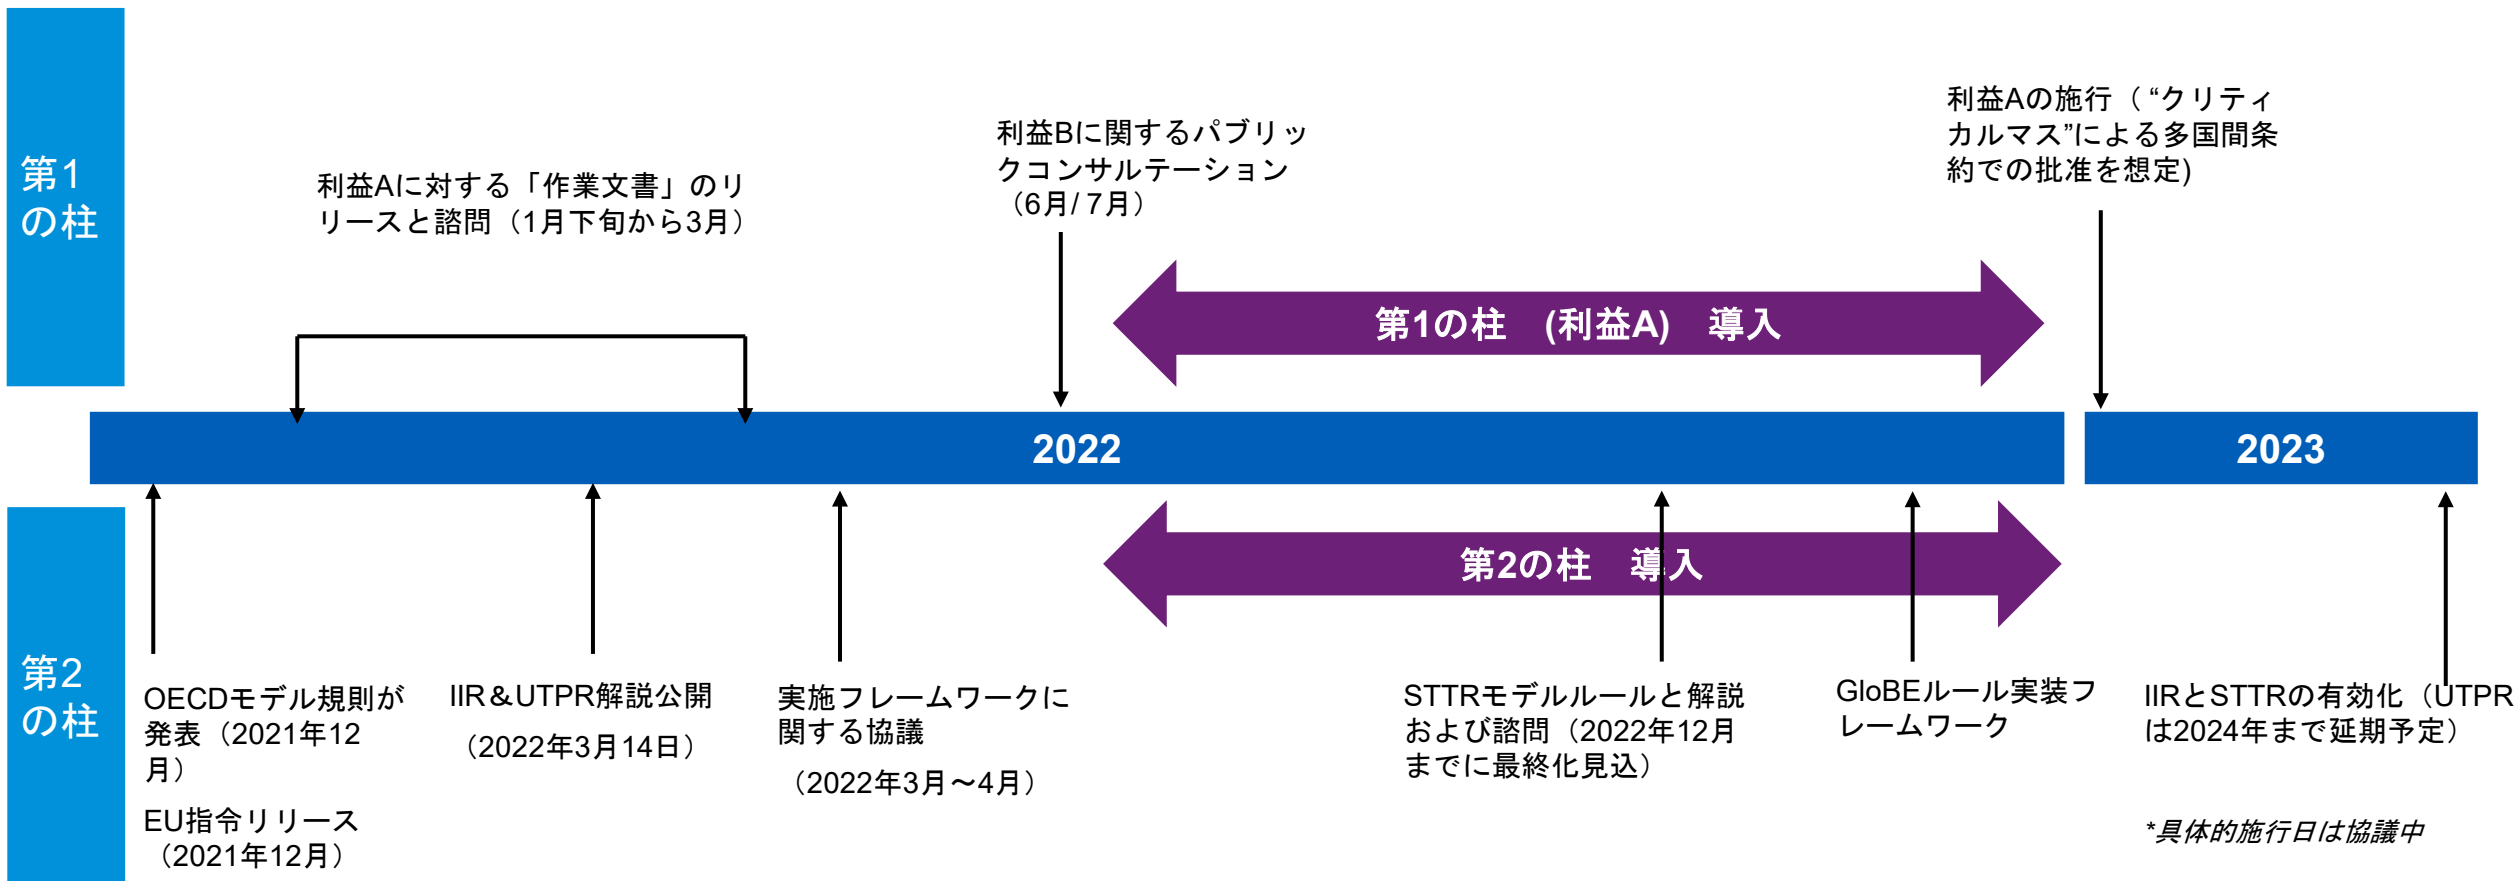 第1
の柱
利益Aに対する「作業文書」のリ
リースと諮問（1月下旬から3月）
利益Bに関するパブリッ
クコンサルテーション
（6月/ 7月）
利益Aの施行（ “クリティ
カルマス”による多国間条
約での批准を想定)
第1の柱　(利益A)　導入
2022
2023
第2の柱　導入
第2
の柱
OECDモデル規則が
発表（2021年12
月）
EU指令リリース
（2021年12月）
IIR＆UTPR解説公開
（2022年3月14日）
実施フレームワークに
関する協議
（2022年3月～4月）
STTRモデルルールと解説
および諮問（2022年12月
までに最終化見込）
GloBEルール実装フ
レームワーク
IIRとSTTRの有効化（UTPR
は2024年まで延期予定）
*具体的施行日は協議中